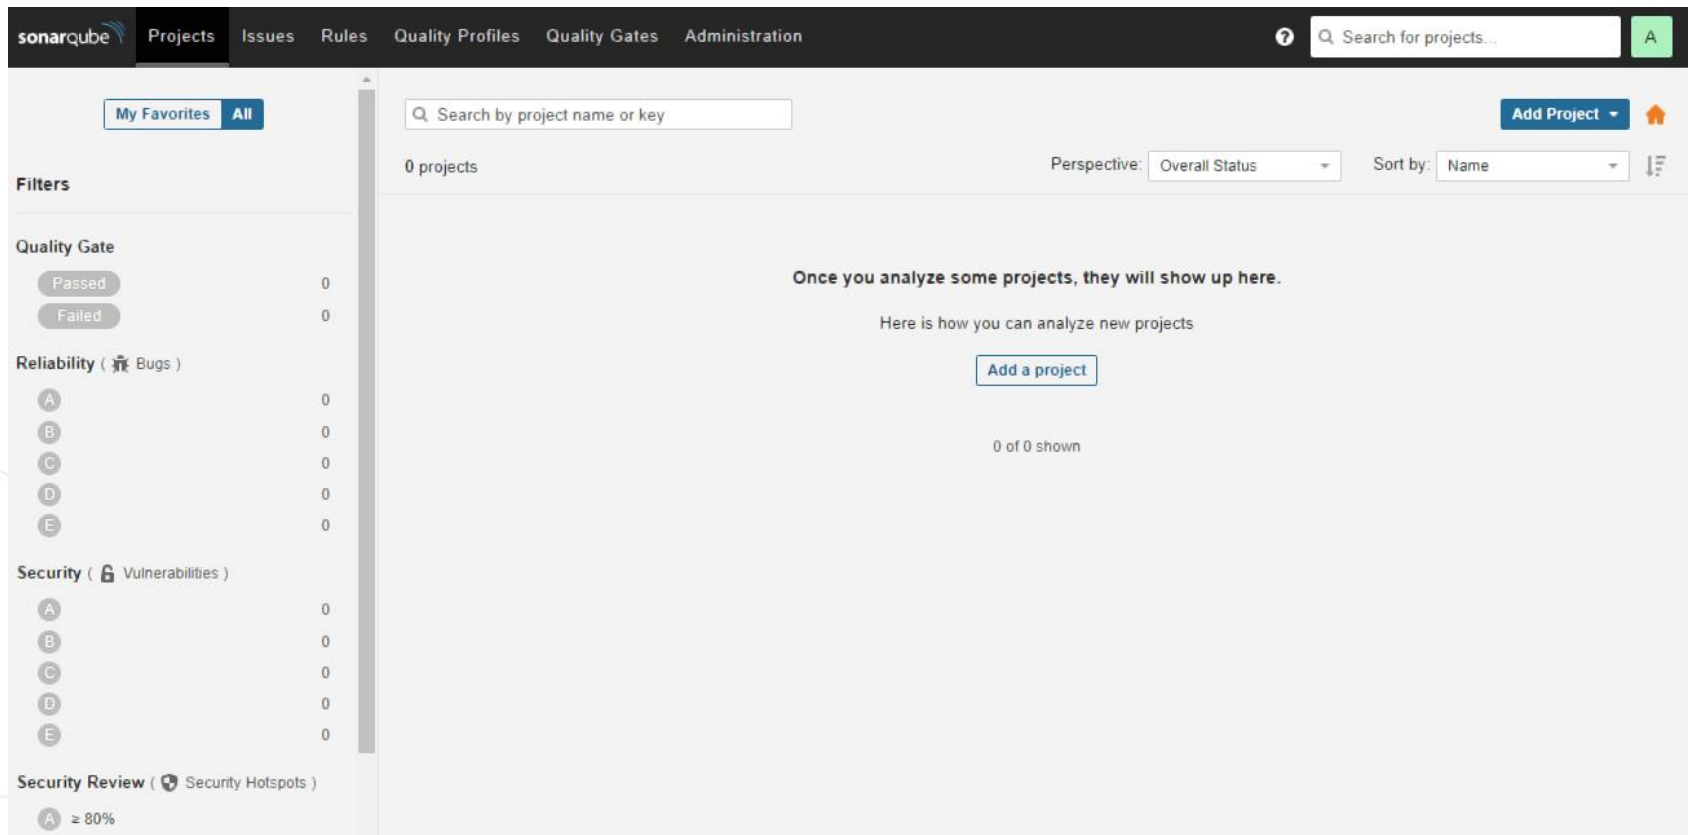 sonarqube Projects Issues Rules Quality Profiles Quality Gates Administration ? Search for projects... A
My Favorites All
Search by project name or key
Add Project
0 projects
Perspective: Overall Status Sort by: Name
Filters
Quality Gate
Passed 0
Failed 0
Reliability ( Bugs )
A 0
B 0
C 0
D 0
E 0
Security ( Vulnerabilities )
A 0
B 0
C 0
D 0
E 0
Security Review ( Security Hotspots )
A ≥ 80%
Once you analyze some projects, they will show up here.
Here is how you can analyze new projects
Add a project
0 of 0 shown